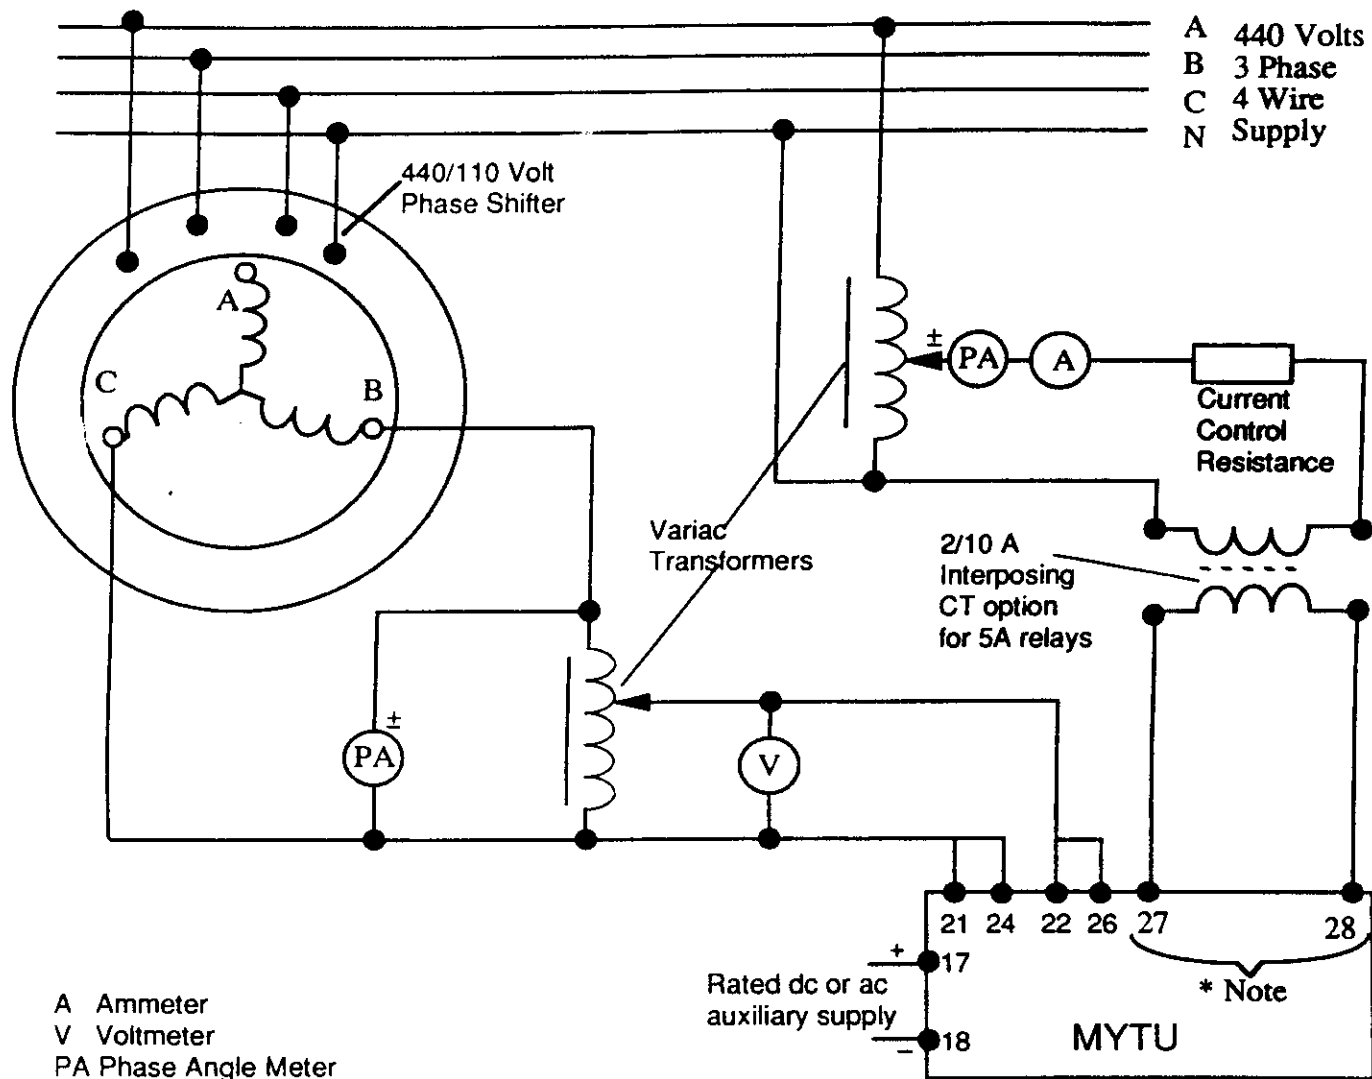 A 440 Volts
B 3 Phase
C 4 Wire
N Supply
440/110 Volt
Phase Shifter
A
C
B
±
PA
A
Current
Control
Resistance
Variac
Transformers
2/10 A
Interposing
CT option
for 5A relays
±
PA
V
21 24 22 26 27 28
+
17
* Note
Rated dc or ac
auxiliary supply
–
18
MYTU
A Ammeter
V Voltmeter
PA Phase Angle Meter